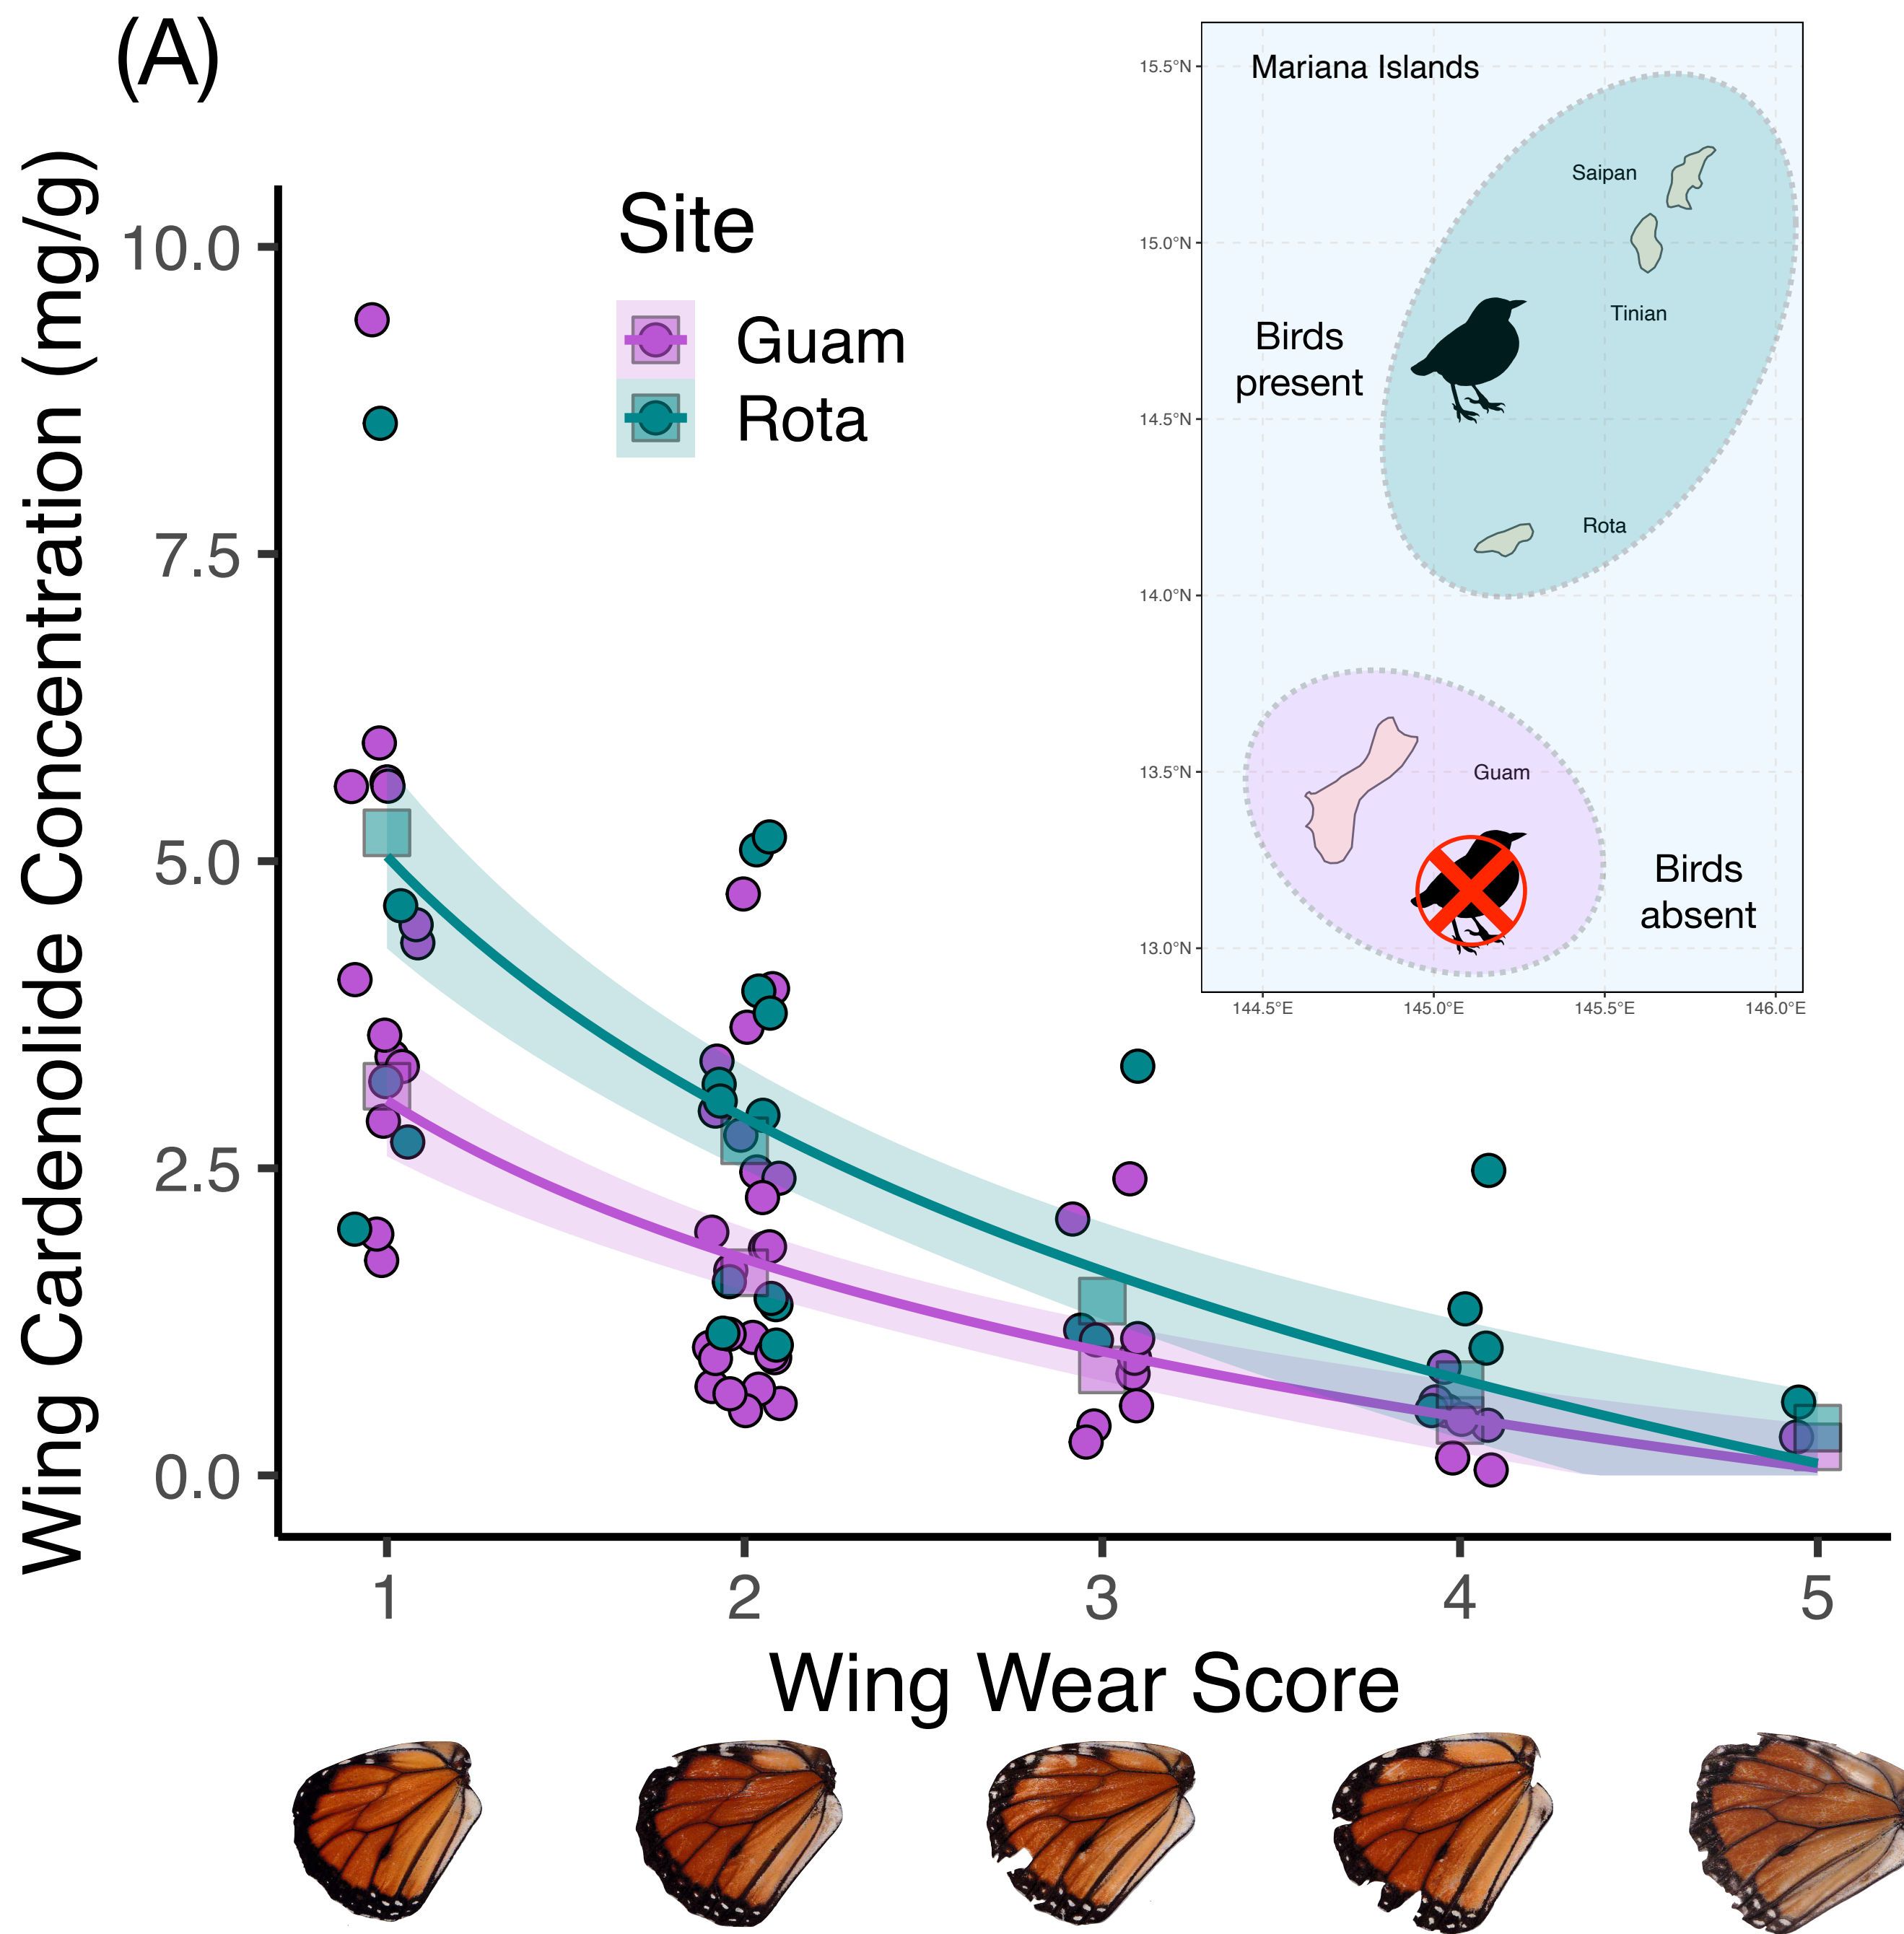 (A)
Wing Cardenolide Concentration (mg/g)
10.0
7.5
5.0
2.5
0.0
Site
Guam
Rota
Mariana Islands
15.5°N
15.0°N
14.5°N
14.0°N
13.5°N
13.0°N
Saipan
Tinian
Birds
present
Rota
Guam
Birds
absent
144.5°E
145.0°E
145.5°E
146.0°E
1
2
3
4
5
Wing Wear Score